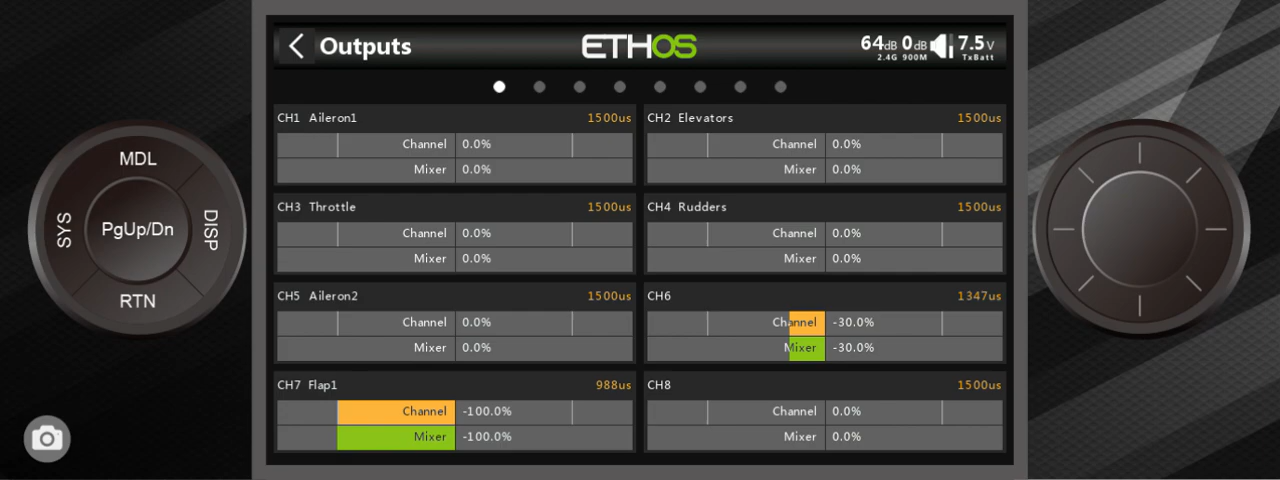 Outputs ETHOS 64dB 0dB 7.5V
2.4G 900M TxBatt
MDL
SYS
PgUp/Dn
DISP
RTN
CH1 Aileron1 1500us
Channel 0.0%
Mixer 0.0%
CH2 Elevators 1500us
Channel 0.0%
Mixer 0.0%
CH3 Throttle 1500us
Channel 0.0%
Mixer 0.0%
CH4 Rudders 1500us
Channel 0.0%
Mixer 0.0%
CH5 Aileron2 1500us
Channel 0.0%
Mixer 0.0%
CH6 1347us
Channel -30.0%
Mixer -30.0%
CH7 Flap1 988us
Channel -100.0%
Mixer -100.0%
CH8 1500us
Channel 0.0%
Mixer 0.0%